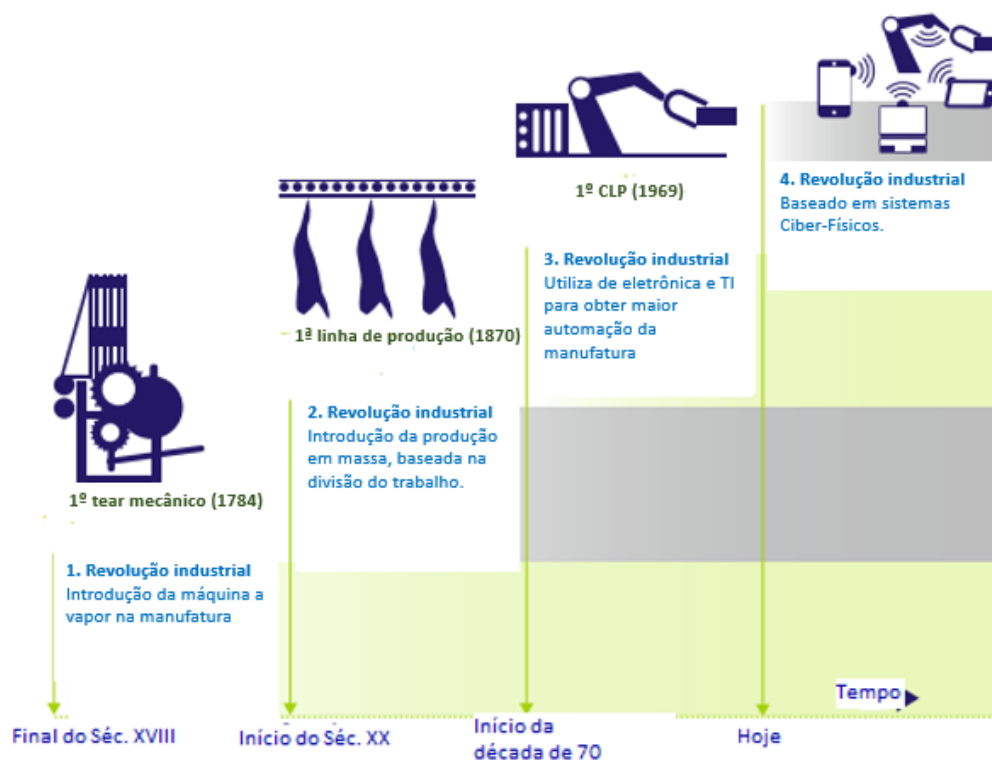 1º tear mecânico (1784)
1. Revolução industrial
Introdução da máquina a
vapor na manufatura
Final do Séc. XVIII
1ª linha de produção (1870)
2. Revolução industrial
Introdução da produção
em massa, baseada na
divisão do trabalho.
Início do Séc. XX
1º CLP (1969)
3. Revolução industrial
Utiliza de eletrônica e TI
para obter maior
automação da
manufatura
Início da
década de 70
4. Revolução industrial
Baseado em sistemas
Ciber-Físicos.
Hoje
Tempo